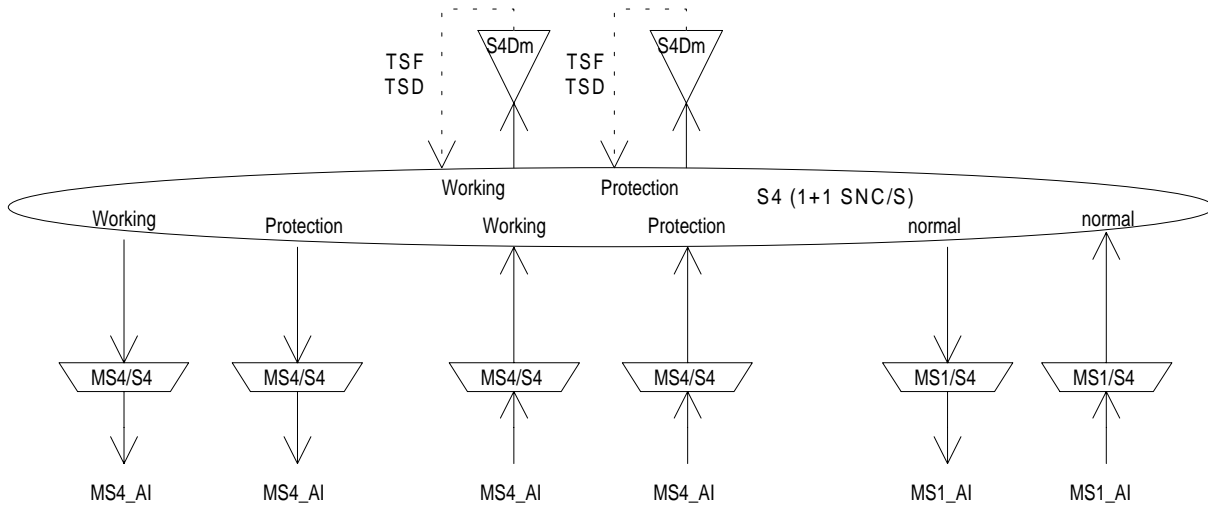 S4Dm
S4Dm
TSF
TSD
TSF
TSD
Working
Protection
S4 (1+1 SNC/S)
Working
Protection
Working
Protection
normal
normal
MS4/S4
MS4/S4
MS4/S4
MS4/S4
MS1/S4
MS1/S4
MS4_AI
MS4_AI
MS4_AI
MS4_AI
MS1_AI
MS1_AI